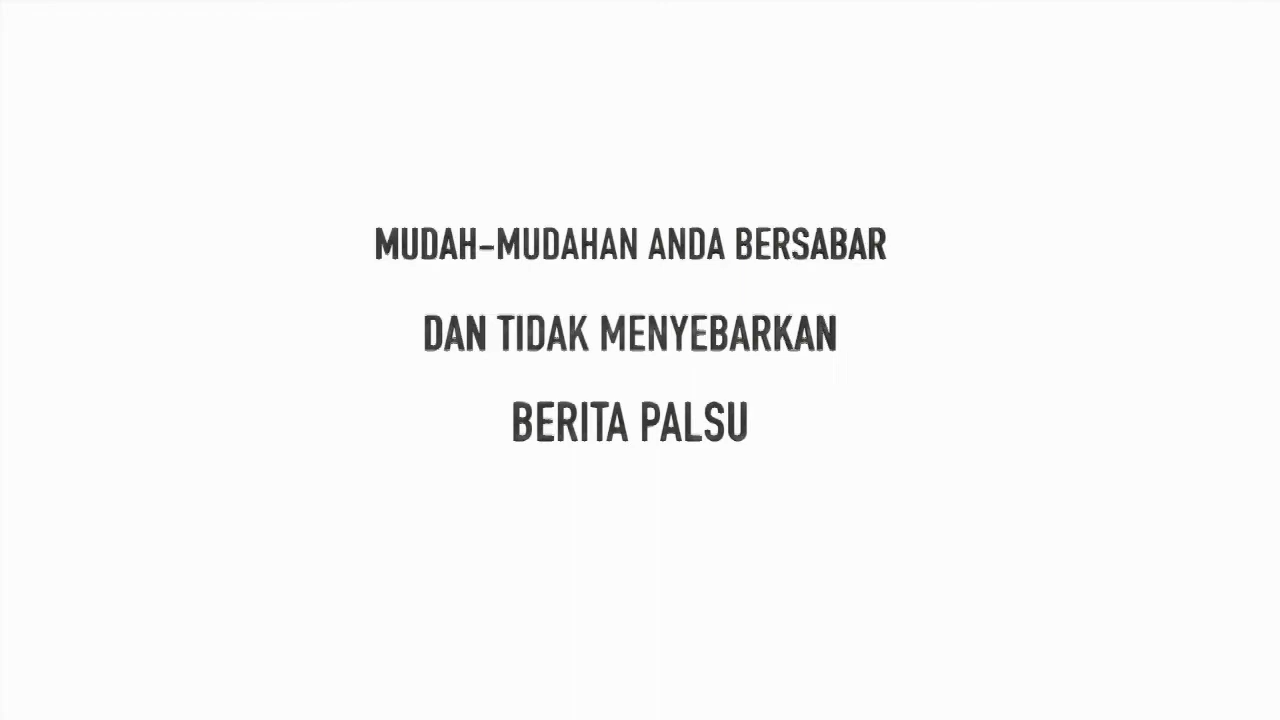 MUDAH-MUDAHAN ANDA BERSABAR
DAN TIDAK MENYEBARKAN
BERITA PALSU